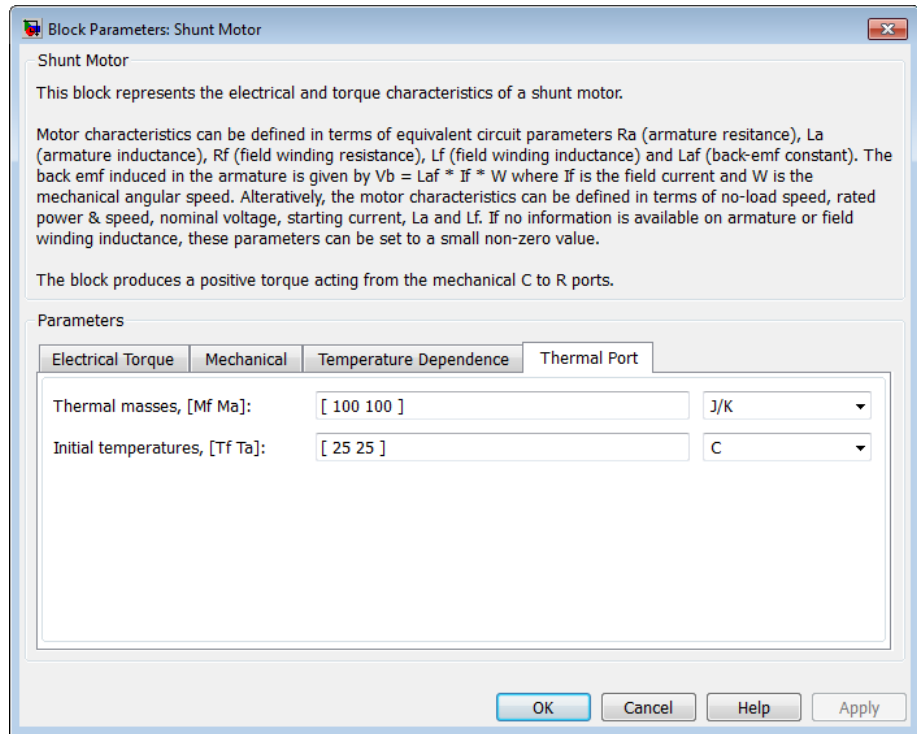 Block Parameters: Shunt Motor
Shunt Motor
This block represents the electrical and torque characteristics of a shunt motor.
Motor characteristics can be defined in terms of equivalent circuit parameters Ra (armature resitance), La
(armature inductance), Rf (field winding resistance), Lf (field winding inductance) and Laf (back-emf constant). The
back emf induced in the armature is given by Vb = Laf * If * W where If is the field current and W is the
mechanical angular speed. Alteratively, the motor characteristics can be defined in terms of no-load speed, rated
power & speed, nominal voltage, starting current, La and Lf. If no information is available on armature or field
winding inductance, these parameters can be set to a small non-zero value.
The block produces a positive torque acting from the mechanical C to R ports.
Parameters
Electrical Torque Mechanical Temperature Dependence Thermal Port
Thermal masses, [Mf Ma]: [ 100 100 ] J/K
Initial temperatures, [Tf Ta]: [ 25 25 ] C
OK Cancel Help Apply